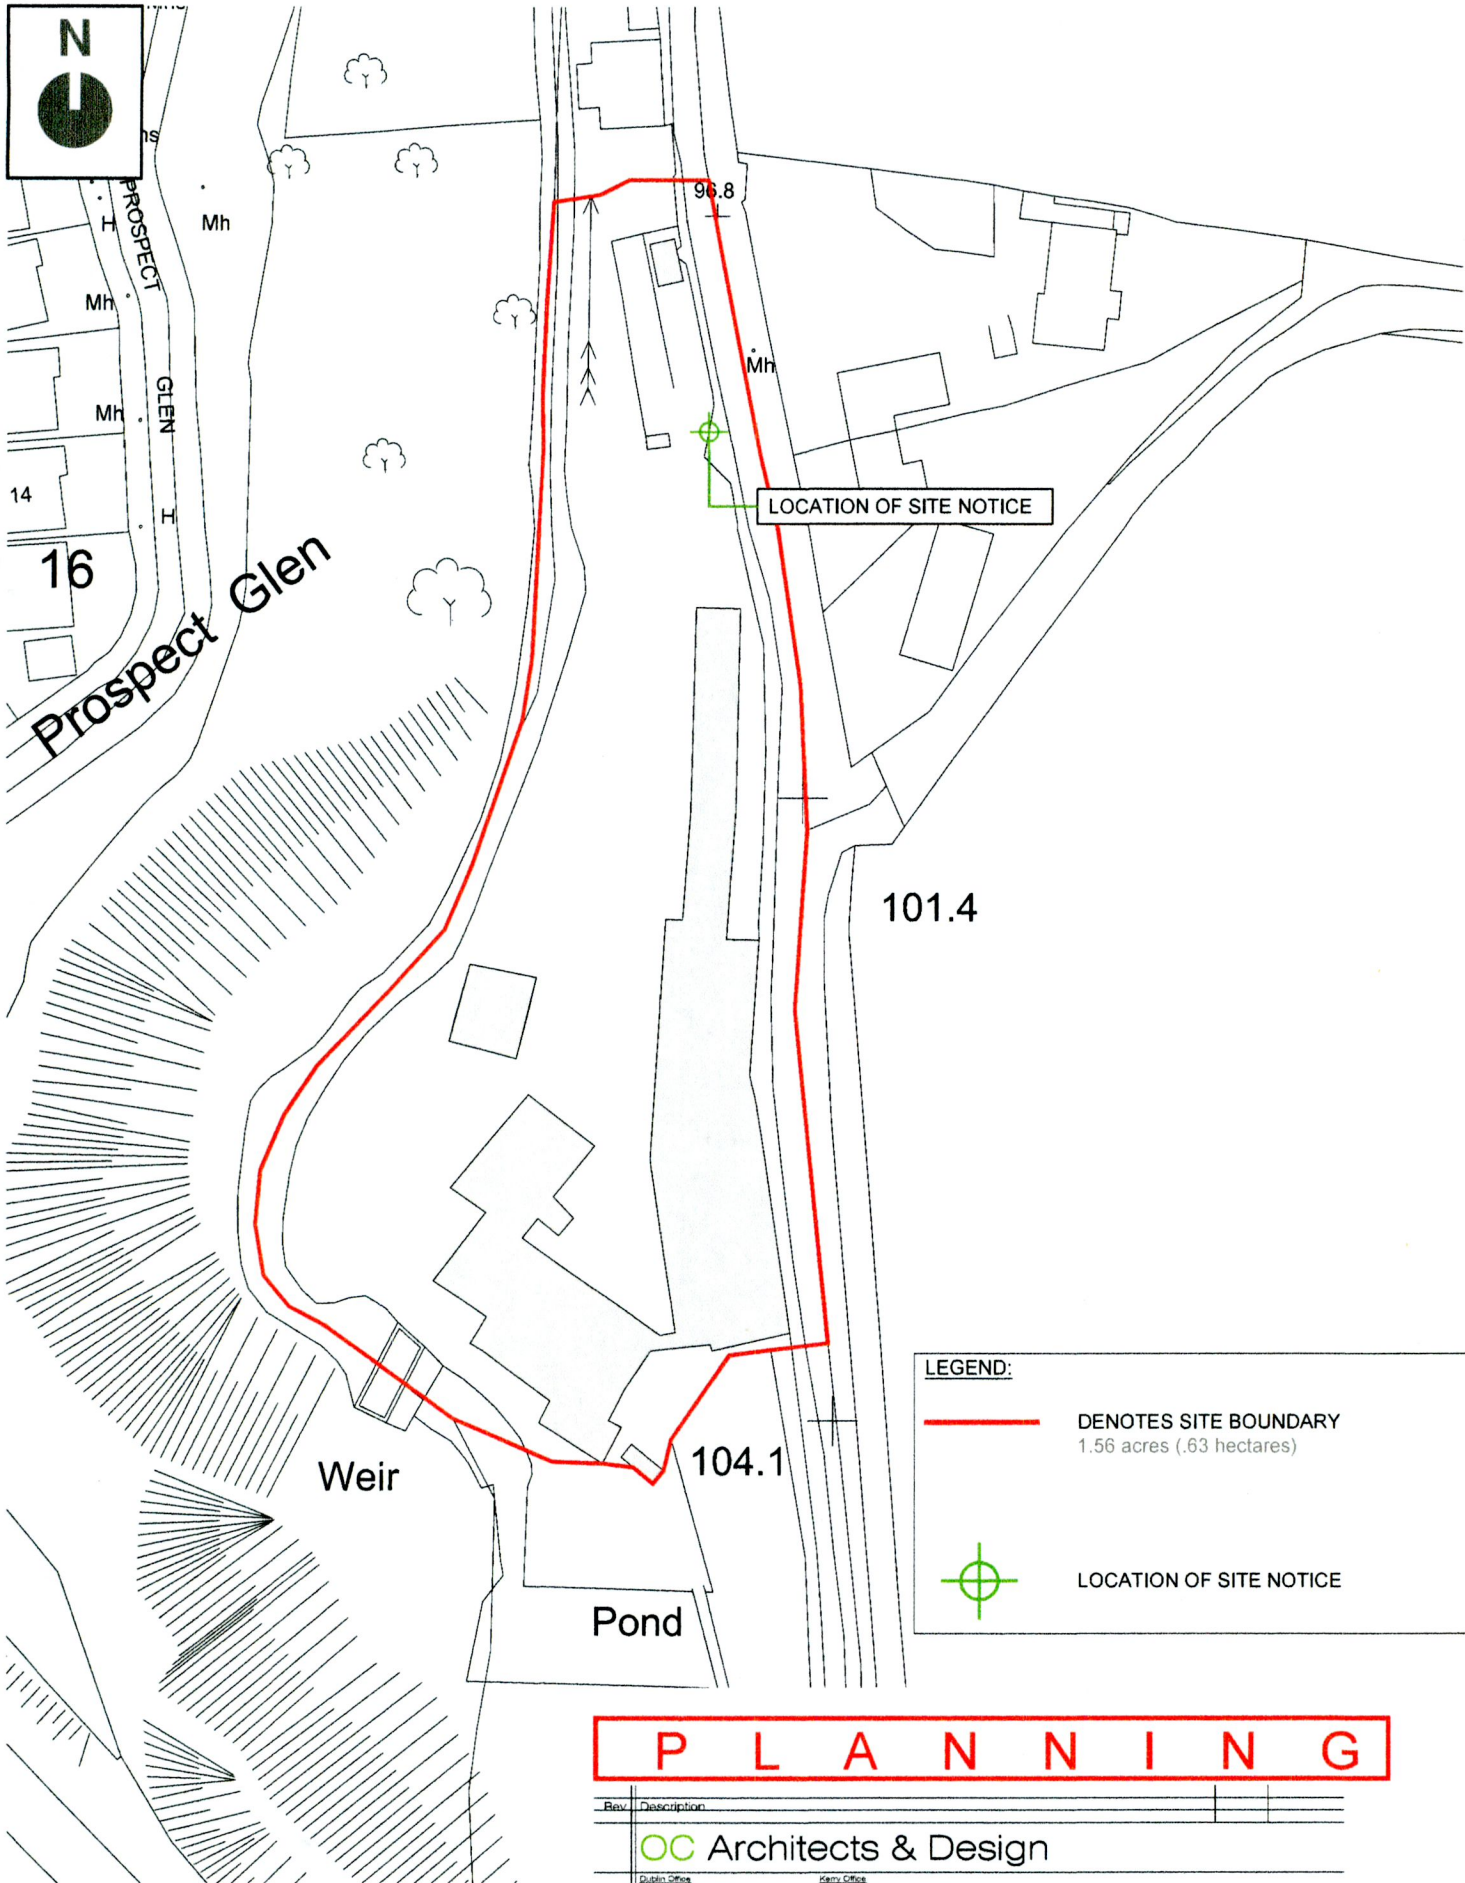 N
PROSPECT
H
Mh
96.8
Mh
Mh
GLEN
Mh
LOCATION OF SITE NOTICE
14
H
16
Prospect Glen
101.4
LEGEND:
DENOTES SITE BOUNDARY
1.56 acres (.63 hectares)
104.1
Weir
LOCATION OF SITE NOTICE
Pond
PLANNING
Rev Description
OC Architects & Design
Dublin Office Kerry Office